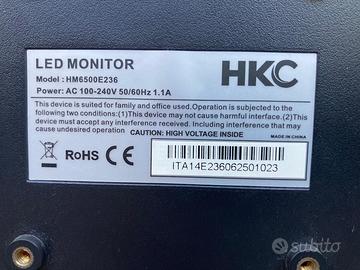 LED MONITOR
Model : HM6500E236
Power: AC 100-240V 50/60Hz 1.1A
HKC
This device is suited for family and office used.Operation is subjected to the
following two conditions: (1.) This device may not cause harmful interference. (2.)
This device must accept any interference received. Including interference that may
cause undesired operation. CAUTION: HIGH VOLTAGE INSIDE
MADE IN CHINA
RoHS CE
ITA14E236062501023
subito